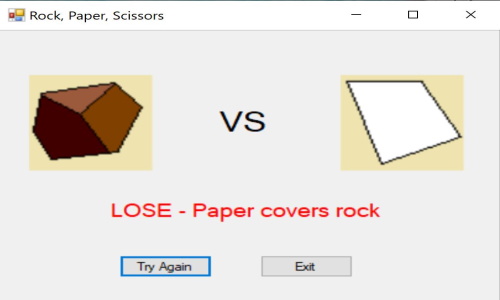 Rock, Paper, Scissors
VS
LOSE - Paper covers rock
Try Again
Exit